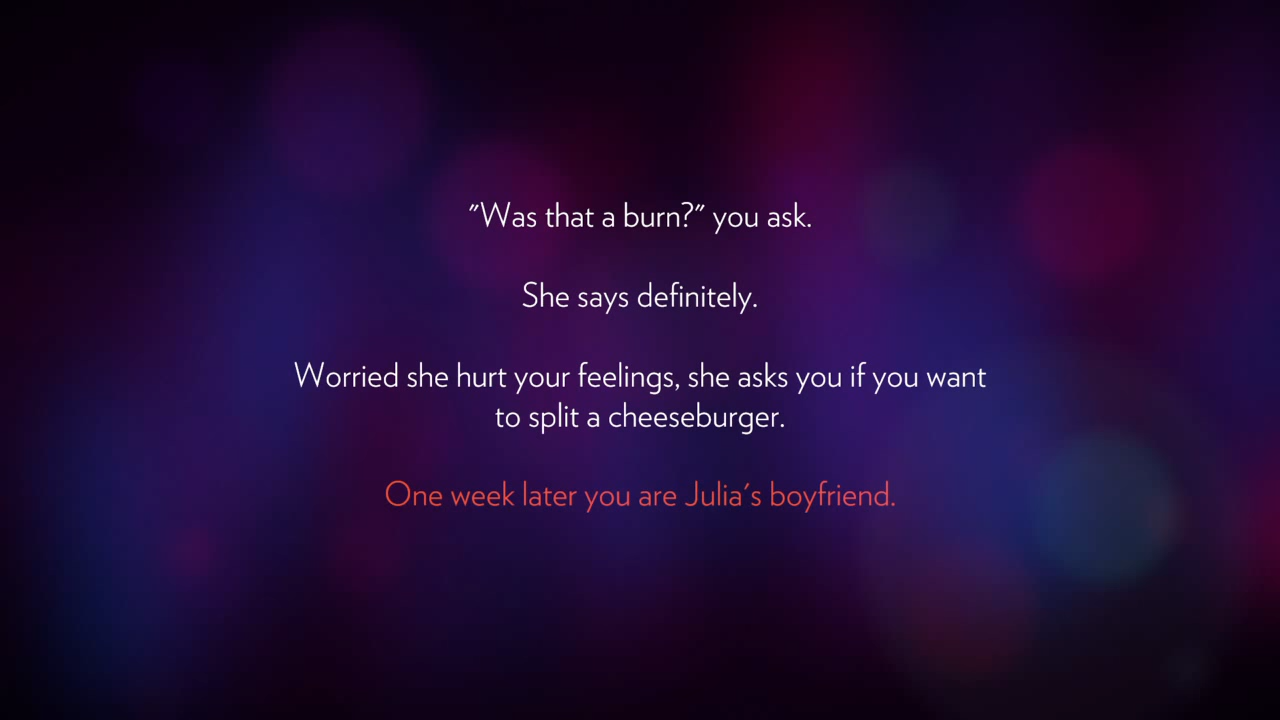 "Was that a burn?" you ask.
She says definitely.
Worried she hurt your feelings, she asks you if you want
to split a cheeseburger.
One week later you are Julia's boyfriend.